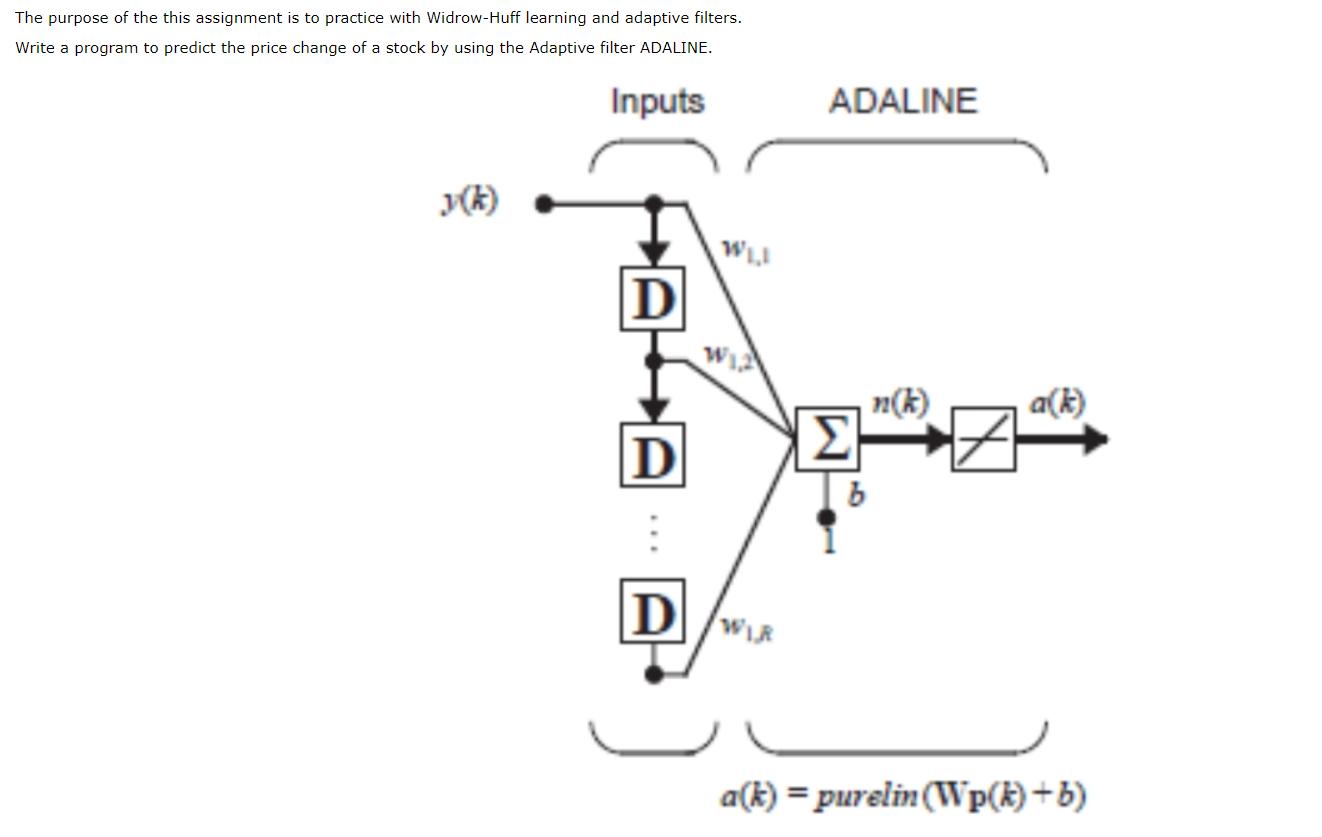 The purpose of the this assignment is to practice with Widrow-Huff learning and adaptive filters.
Write a program to predict the price change of a stock by using the Adaptive filter ADALINE.
Inputs ADALINE
y(k)
w1,1
D
w1,2
n(k) a(k)
Σ
D
b
1
D
w1,R
a(k) = purelin(Wp(k)+b)